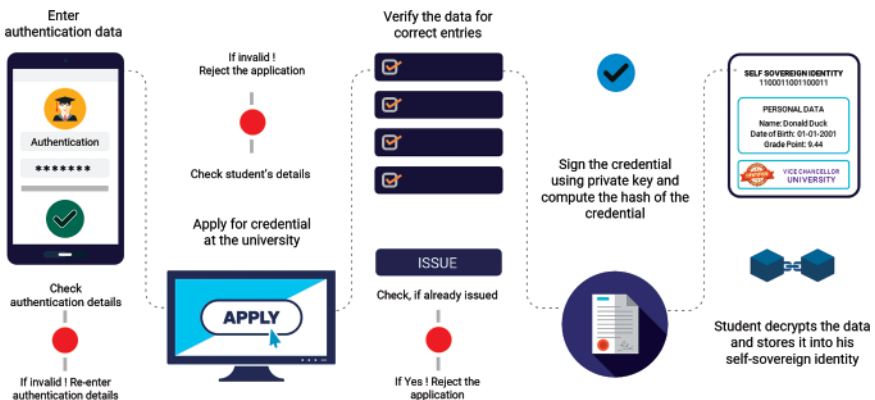 Enter
authentication data
Authentication
*******
Check
authentication details
If invalid ! Re-enter
authentication details
If invalid !
Reject the application
Check student's details
Apply for credential
at the university
APPLY
Verify the data for
correct entries
ISSUE
Check, if already issued
If Yes ! Reject the
application
Sign the credential
using private key and
compute the hash of the
credential
SELF SOVEREIGN IDENTITY
1100011001100011
PERSONAL DATA
Name: Donald Duck
Date of Birth: 01-01-2001
Grade Point: 9.44
CERTIFIED
VICE CHANCELLOR
UNIVERSITY
Student decrypts the data
and stores it into his
self-sovereign identity